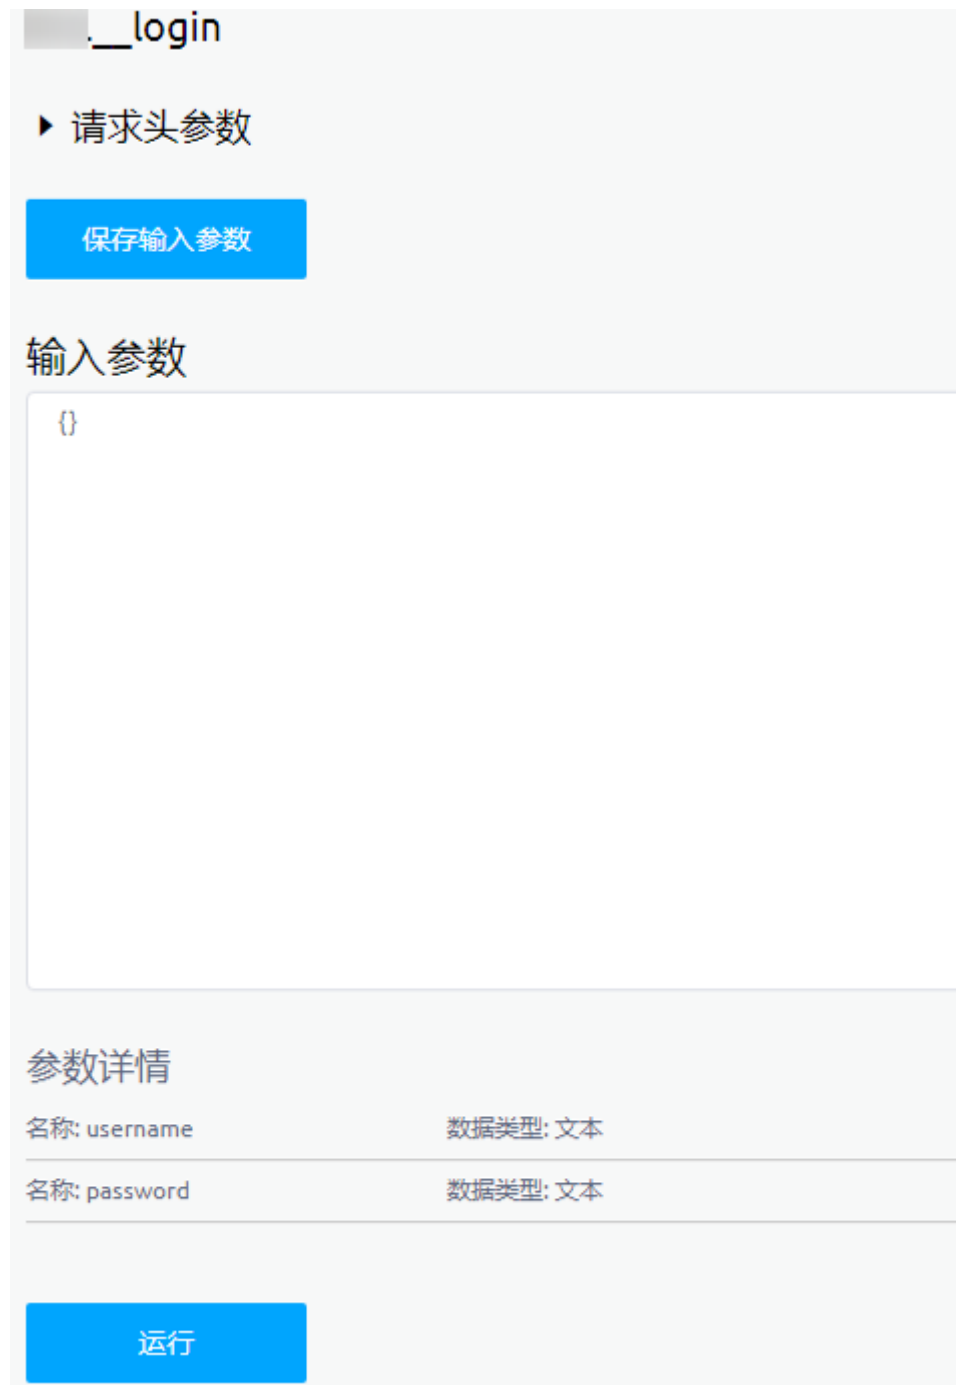 .__login
请求头参数
保存输入参数
输入参数
{}
参数详情
名称: username 数据类型: 文本
名称: password 数据类型: 文本
运行